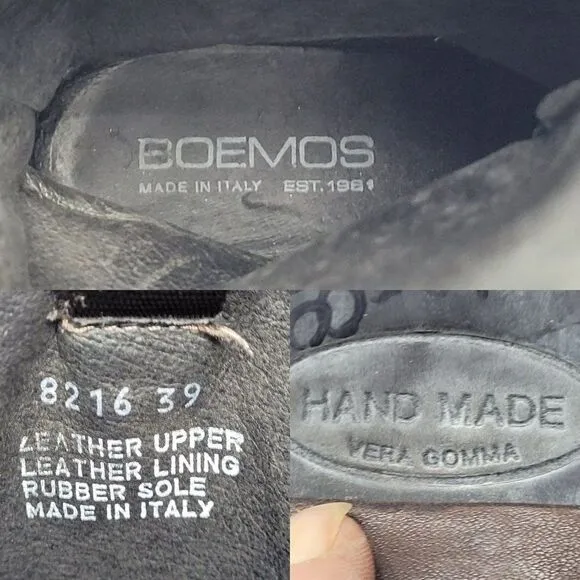 BOEMOS
MADE IN ITALY EST. 1981
8216 39
LEATHER UPPER
LEATHER LINING
RUBBER SOLE
MADE IN ITALY
HAND MADE
VERA GOMMA